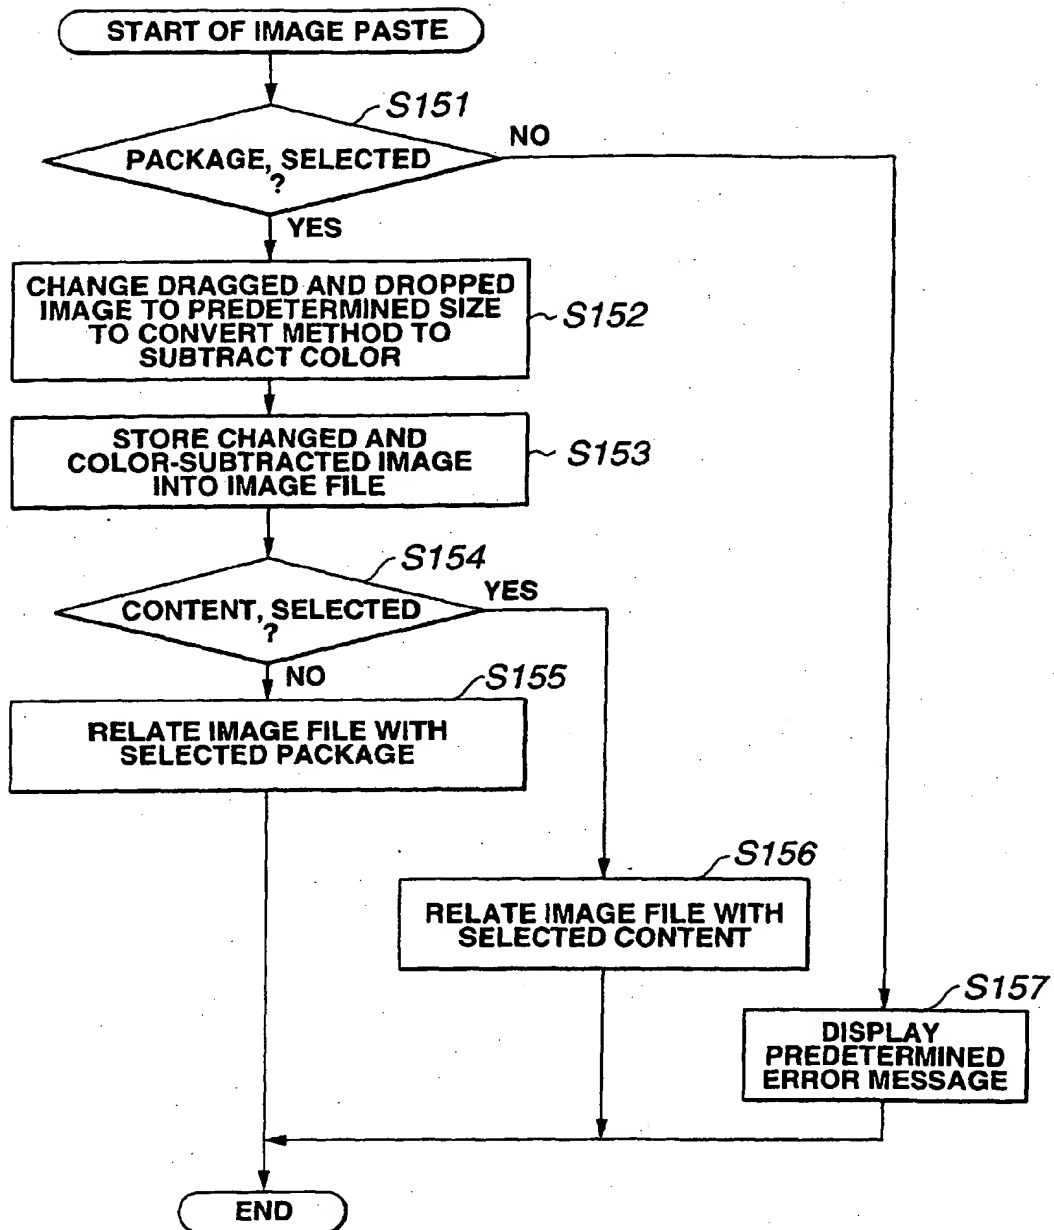 START OF IMAGE PASTE
S151
NO
PACKAGE, SELECTED
?
YES
CHANGE DRAGGED AND DROPPED
IMAGE TO PREDETERMINED SIZE
TO CONVERT METHOD TO
SUBTRACT COLOR
S152
STORE CHANGED AND
COLOR-SUBTRACTED IMAGE
INTO IMAGE FILE
S153
S154
YES
CONTENT, SELECTED
?
NO
S155
RELATE IMAGE FILE WITH
SELECTED PACKAGE
S156
RELATE IMAGE FILE WITH
SELECTED CONTENT
S157
DISPLAY
PREDETERMINED
ERROR MESSAGE
END